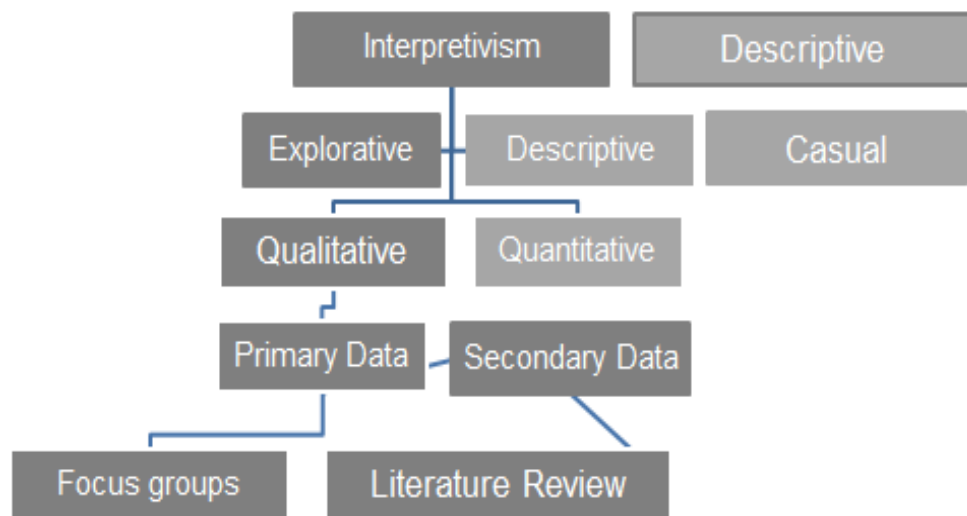 Interpretivism
Descriptive
Explorative
Descriptive
Casual
Qualitative
Quantitative
Primary Data
Secondary Data
Focus groups
Literature Review